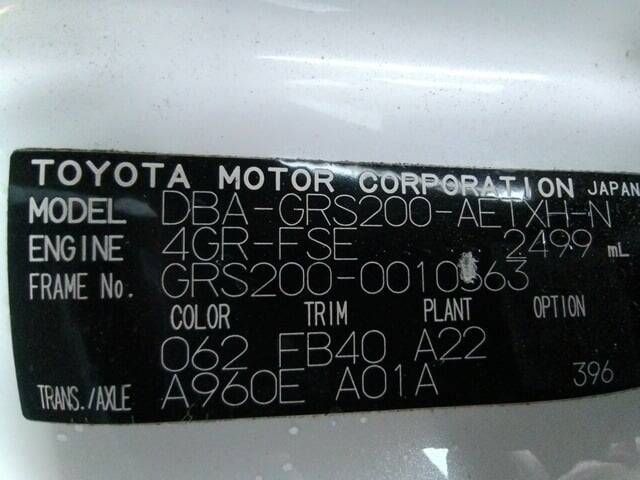 TOYOTA MOTOR CORPORATION JAPAN
MODEL DBA-GRS200-AETXH-N
ENGINE 4GR-FSE 2499 mL
FRAME No.
COLOR TRIM PLANT OPTION
062 FB40 A22
TRANS./AXLE A960E A01A 396